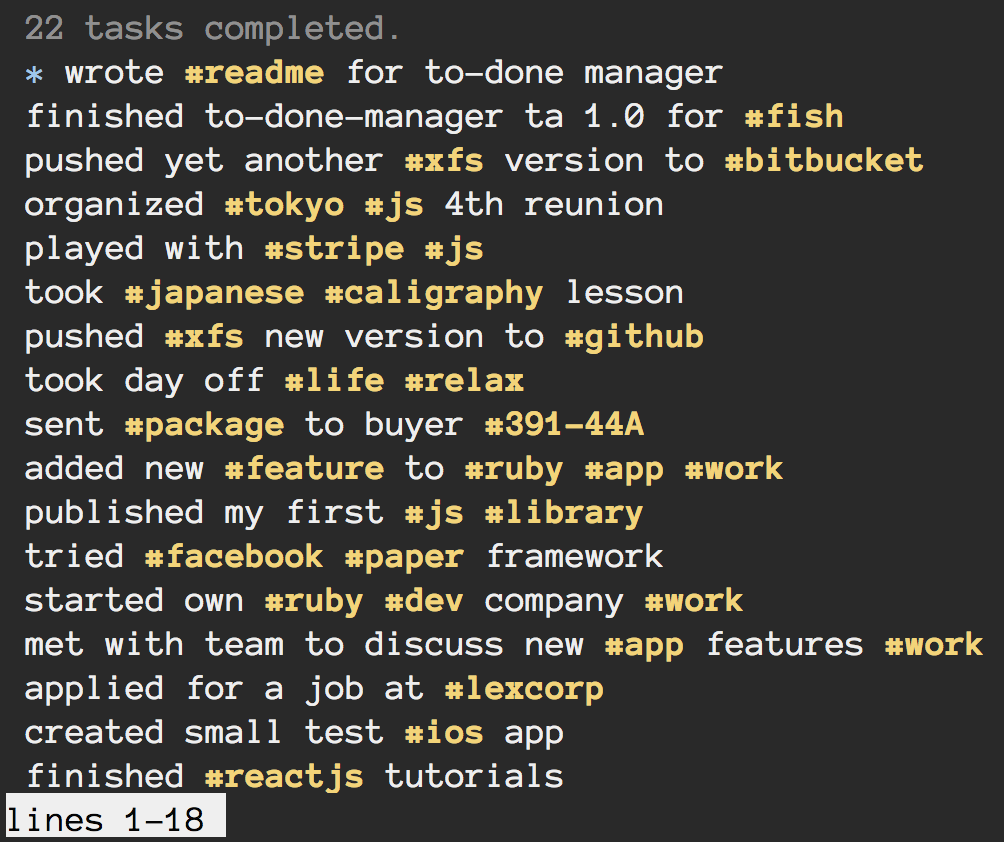 22 tasks completed.
* wrote #readme for to-done manager
finished to-done-manager ta 1.0 for #fish
pushed yet another #xfs version to #bitbucket
organized #tokyo #js 4th reunion
played with #stripe #js
took #japanese #caligraphy lesson
pushed #xfs new version to #github
took day off #life #relax
sent #package to buyer #391-44A
added new #feature to #ruby #app #work
published my first #js #library
tried #facebook #paper framework
started own #ruby #dev company #work
met with team to discuss new #app features #work
applied for a job at #lexcorp
created small test #ios app
finished #reactjs tutorials
lines 1-18